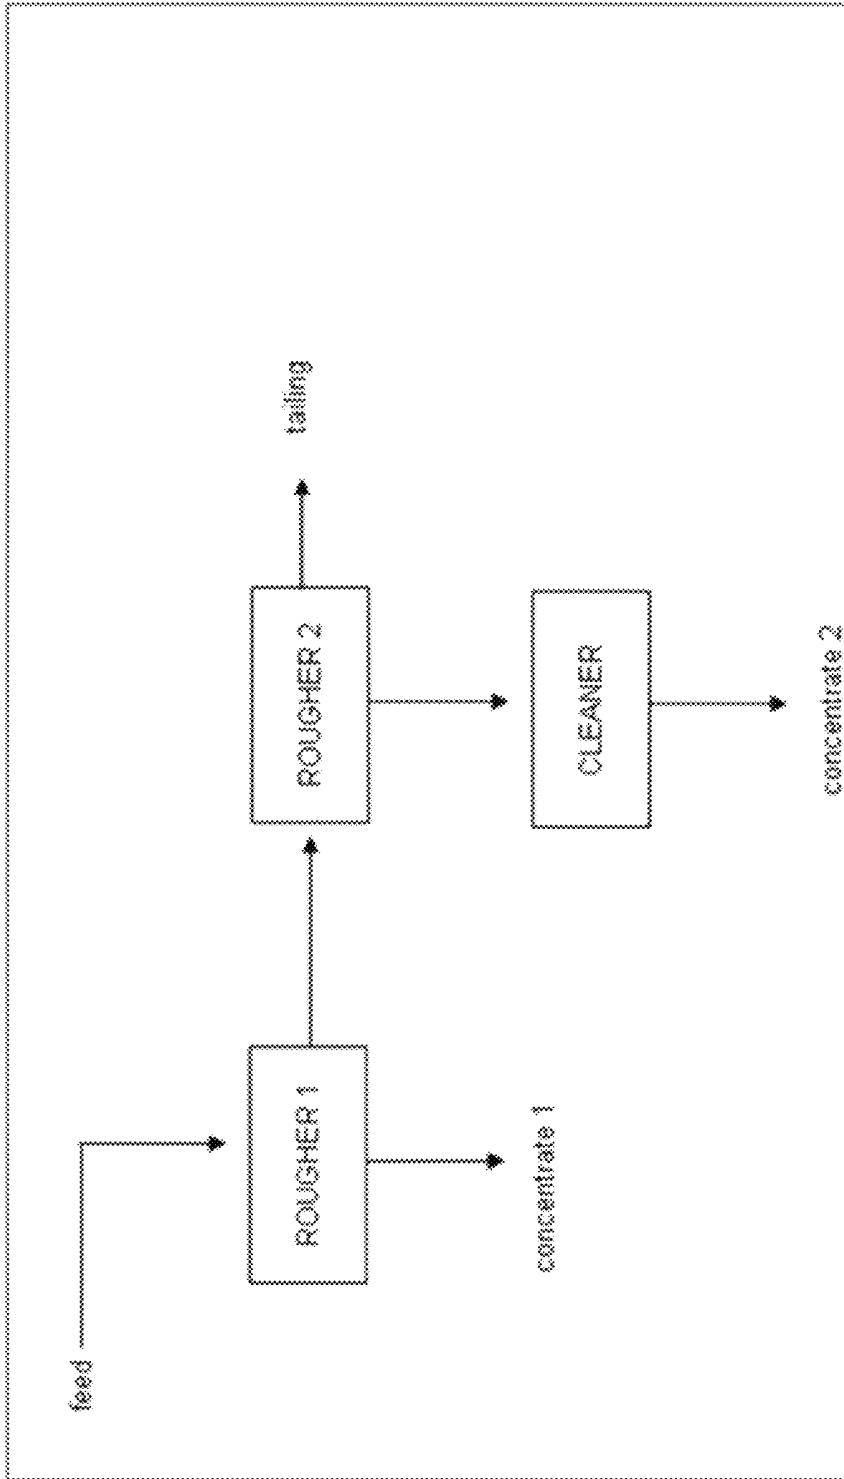 feed
ROUGHER 1
ROUGHER 2
tailing
concentrate 1
CLEANER
concentrate 2